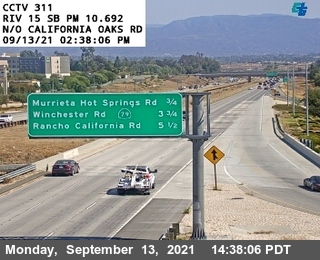 CCTV 311
RIV 15 SB PM 10.692
N/O CALIFORNIA OAKS RD
09/13/21 02:38:06 PM
Murrieta Hot Springs Rd ¾
Winchester Rd 79 3 ¾
Rancho California Rd 5 ½
Monday, September 13, 2021 14:38:06 PDT